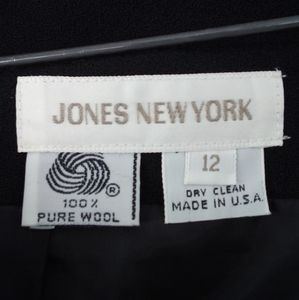 JONES NEW YORK
®
100%
PURE WOOL
12
DRY CLEAN
MADE IN U.S.A.